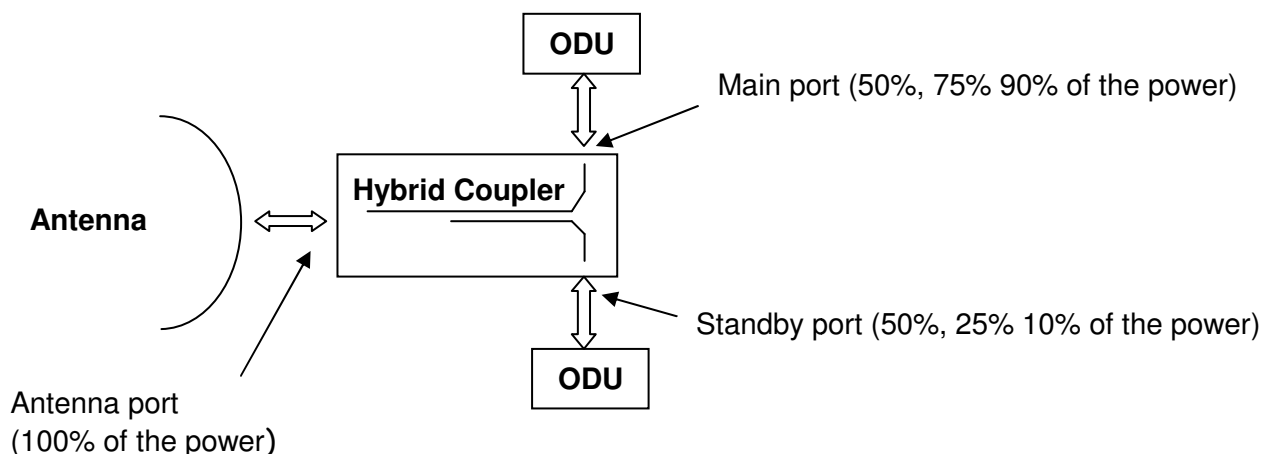 ODU
Main port (50%, 75% 90% of the power)
Hybrid Coupler
Antenna
Standby port (50%, 25% 10% of the power)
ODU
Antenna port
(100% of the power)